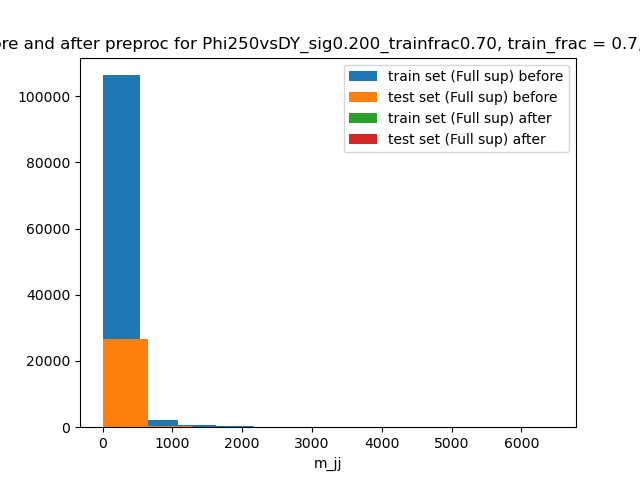 re and after preproc for Phi250vsDY_sig0.200_trainfrac0.70, train_frac = 0.7,
train set (Full sup) before
test set (Full sup) before
train set (Full sup) after
test set (Full sup) after
100000
80000
60000
40000
20000
0
0 1000 2000 3000 4000 5000 6000
m_jj